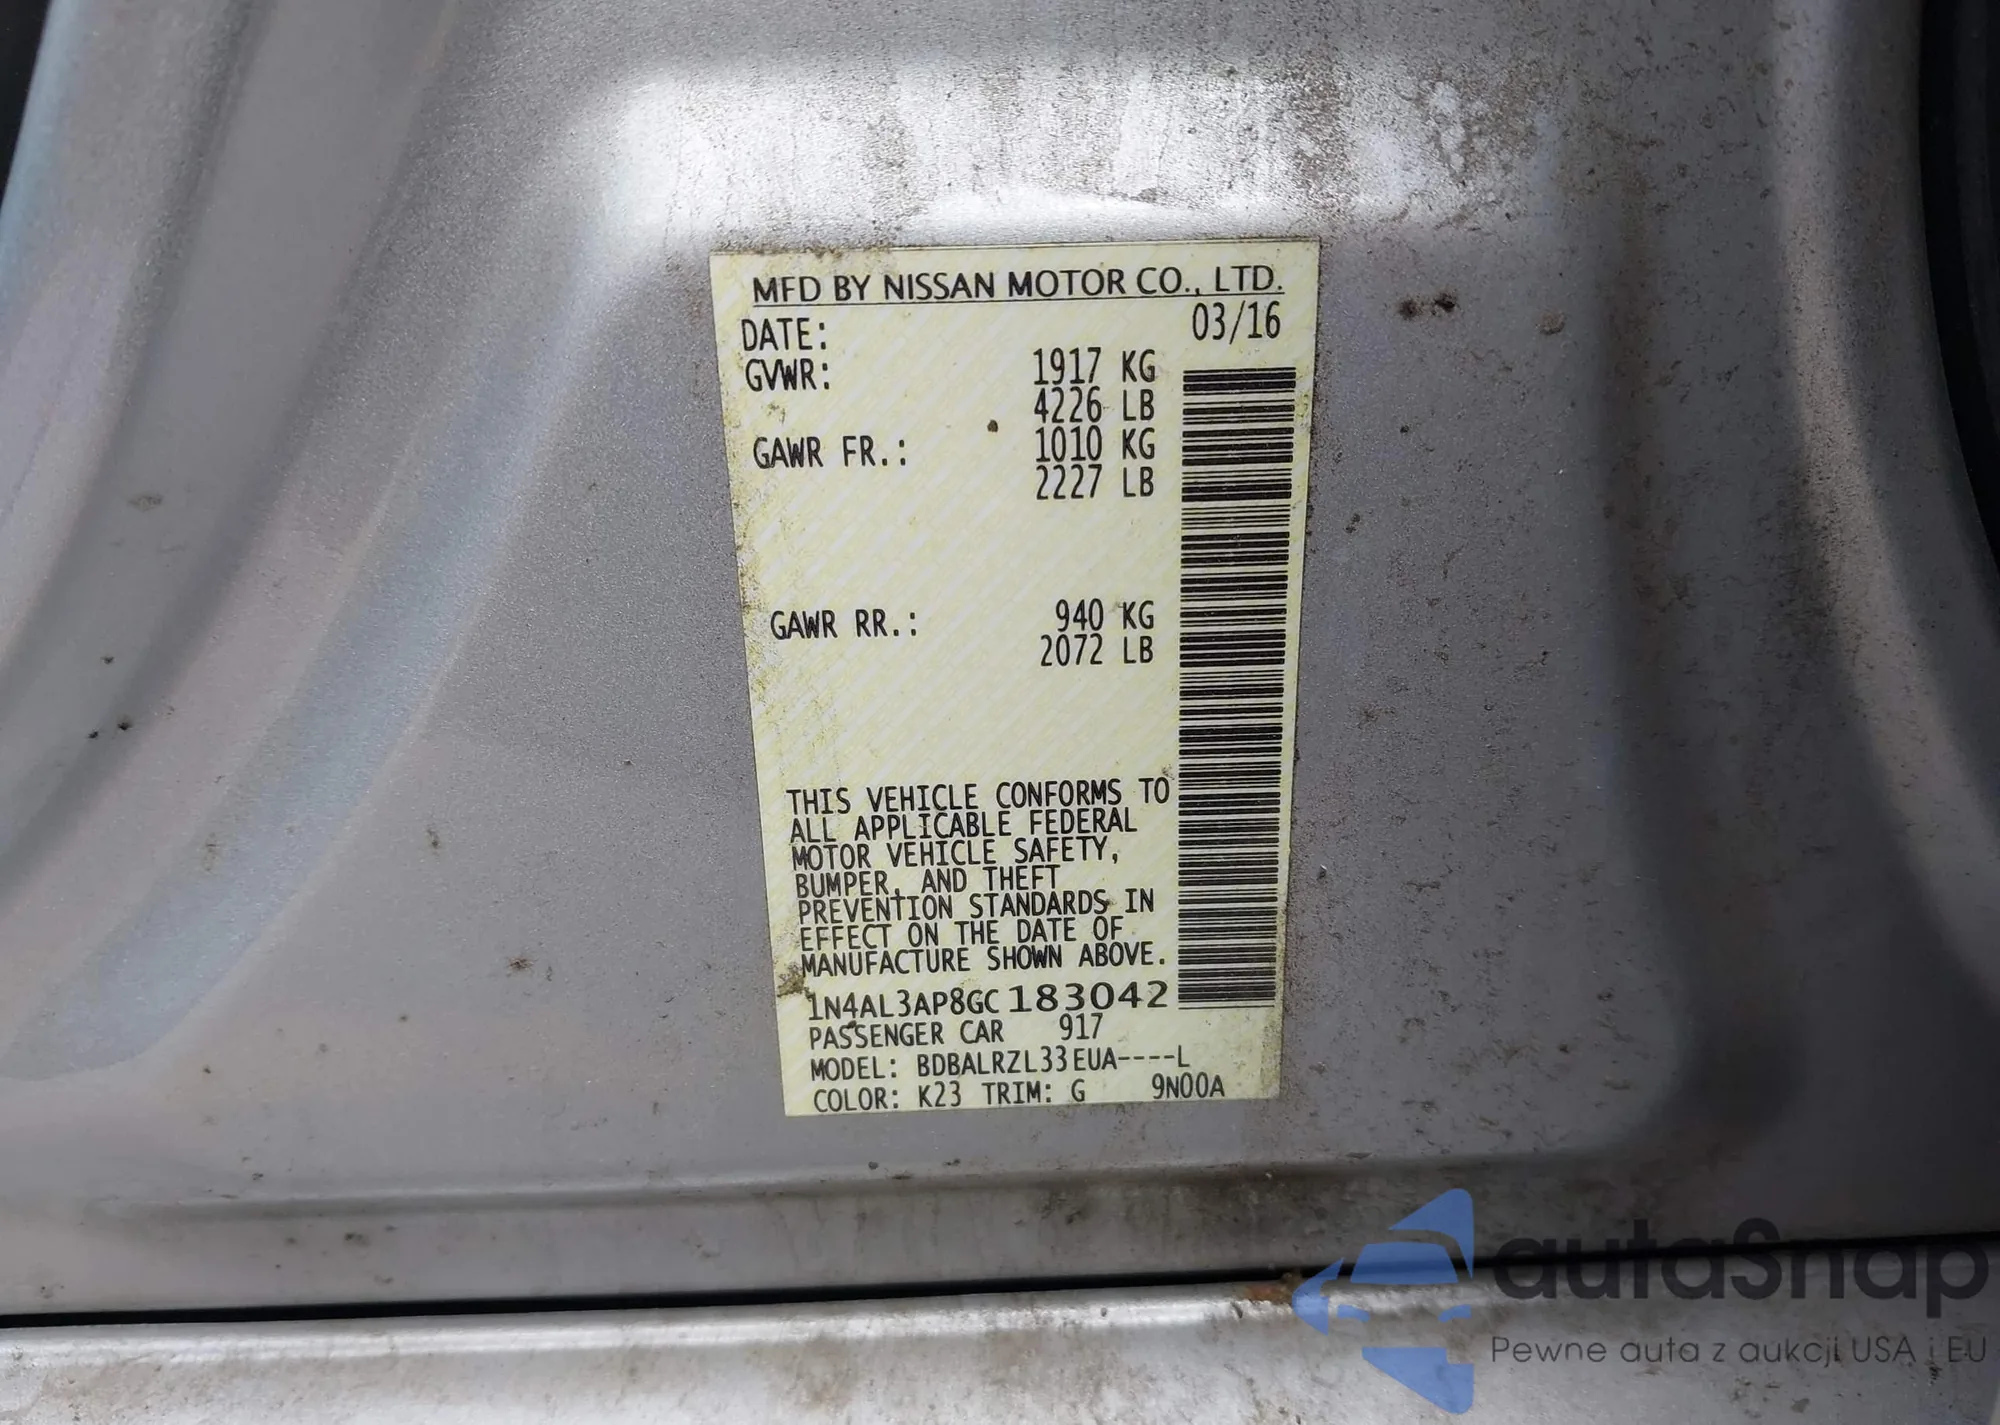 MFD BY NISSAN MOTOR CO., LTD.
DATE: 03/16
GVWR: 1917 KG
4226 LB
GAWR FR.: 1010 KG
2227 LB
GAWR RR.: 940 KG
2072 LB
THIS VEHICLE CONFORMS TO
ALL APPLICABLE FEDERAL
MOTOR VEHICLE SAFETY,
BUMPER, AND THEFT
PREVENTION STANDARDS IN
EFFECT ON THE DATE OF
MANUFACTURE SHOWN ABOVE.
1N4AL3AP8GC183042
PASSENGER CAR 917
MODEL: BDBALRZL33EUA----L
COLOR: K23 TRIM: G 9N00A
autaSnap
Pewne auta z aukcji USA i EU